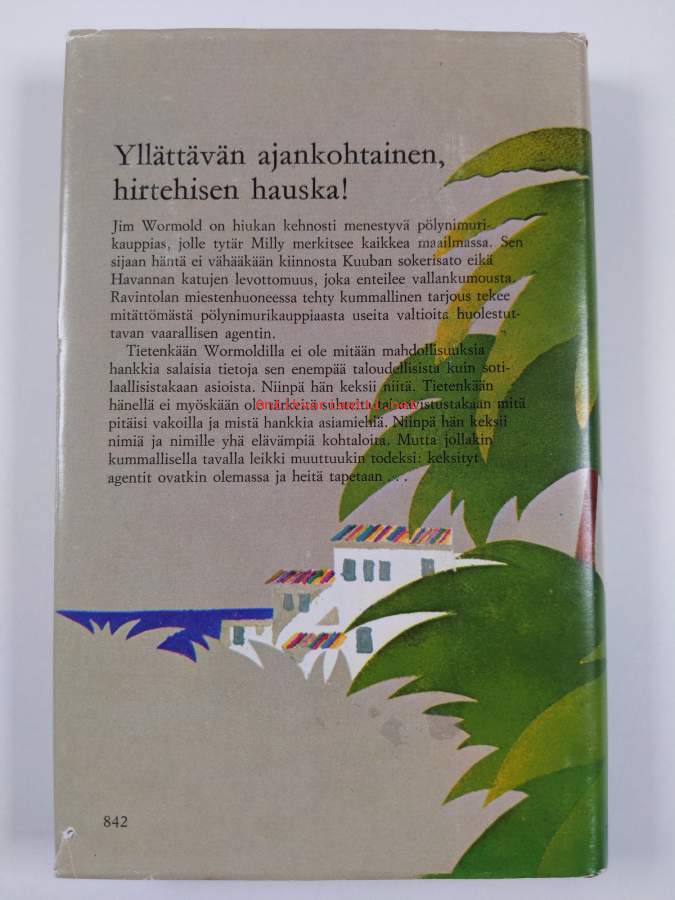 Yllättävän ajankohtainen,
hirtehisen hauska!
Jim Wormold on hiukan kehnosti menestyvä pölynimuri-
kauppias, jolle tytär Milly merkitsee kaikkea maailmassa. Sen
sijaan häntä ei vähääkään kiinnosta Kuuban sokerisato eikä
Havannan katujen levottomuus, joka enteilee vallankumousta.
Ravintolan miestenhuoneessa tehty kummallinen tarjous tekee
mitättömästä pölynimurikauppiaasta useita valtioita huolestut-
tavan vaarallisen agentin.
Tietenkään Wormoldilla ei ole mitään mahdollisuuksia
hankkia salaisia tietoja sen enempää taloudellisista kuin soti-
laallisistakaan asioista. Niinpä hän keksii niitä. Tietenkään
hänellä ei myöskään ole aavistustakaan mitä
pitäisi vakoilla ja mistä hankkia asiamiehiä. Niinpä hän keksii
nimiä ja nimille yhä elävämpiä kohtaloita. Mutta jollakin
kummallisella tavalla leikki muuttuukin todeksi: keksityt
agentit ovatkin olemassa ja heitä tapetaan . . .
842